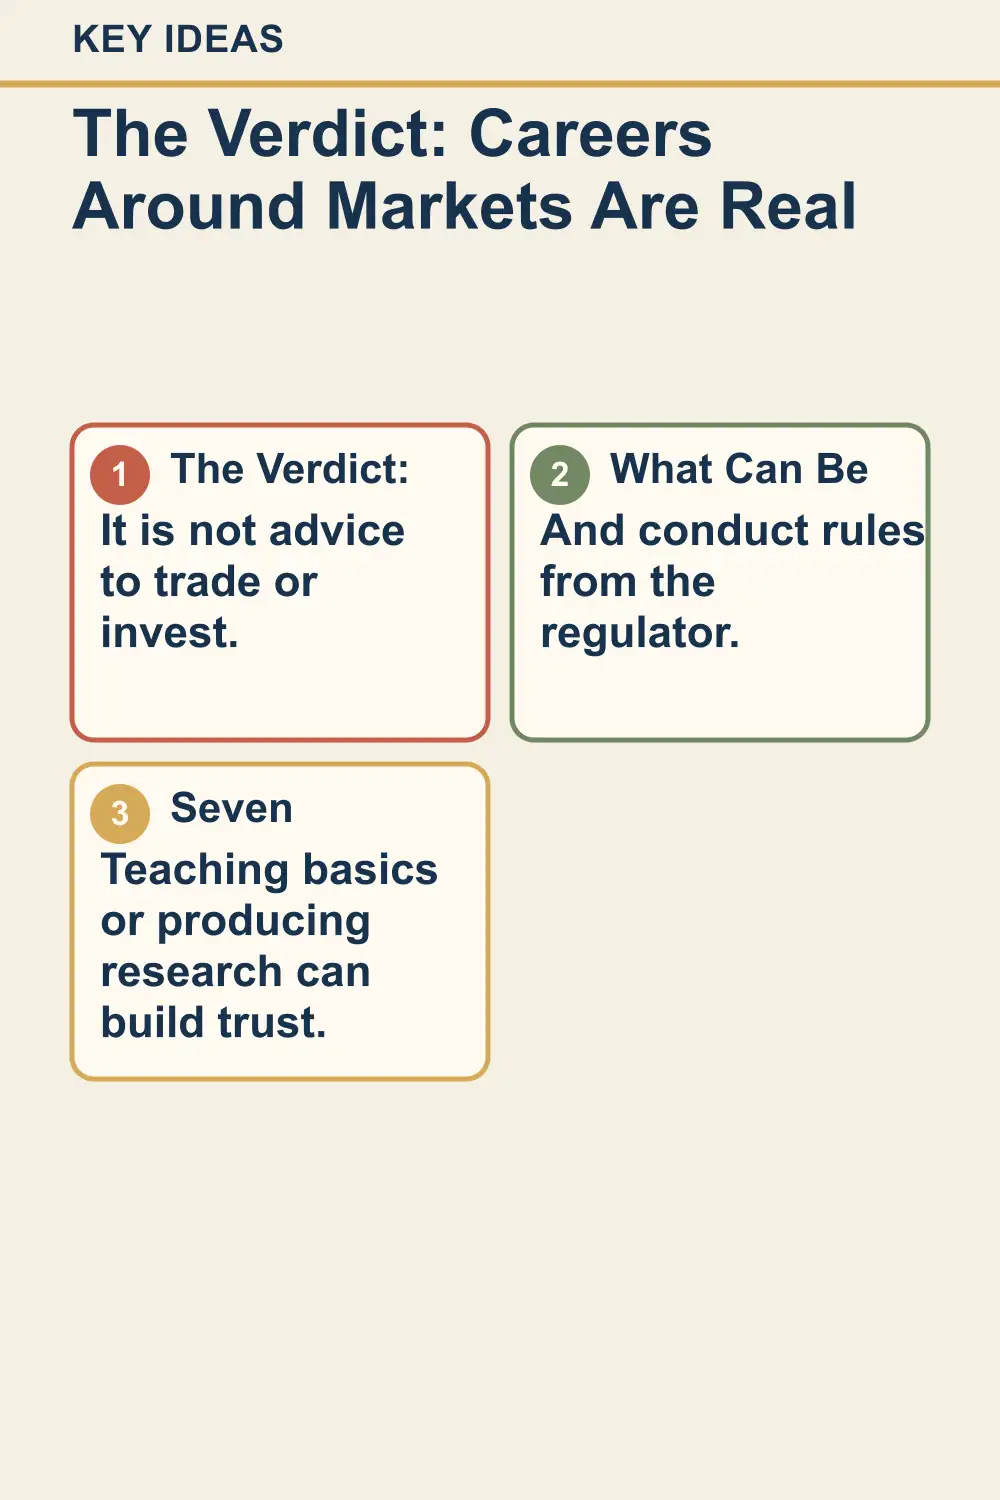 KEY IDEAS
The Verdict: Careers
Around Markets Are Real
1 The Verdict:
It is not advice
to trade or
invest.
2 What Can Be
And conduct rules
from the
regulator.
3 Seven
Teaching basics
or producing
research can
build trust.